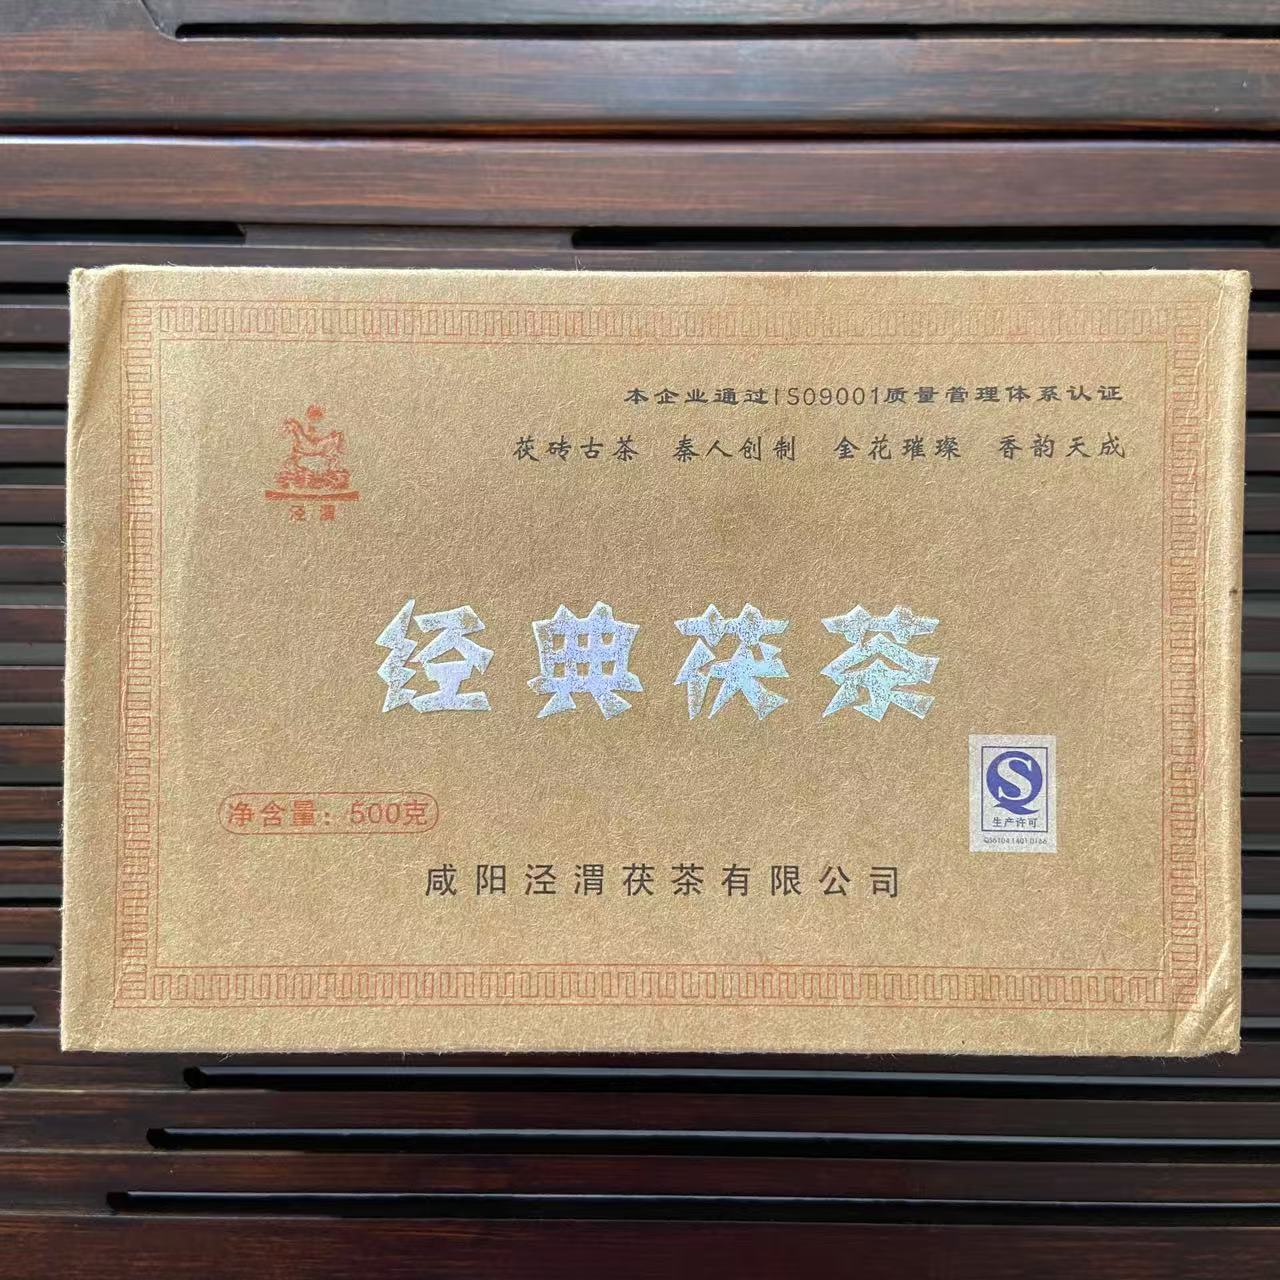 本企业通过ISO9001质量管理体系认证
茯砖古茶 秦人创制 金花璀璨 香韵天成
泾渭
经典茯茶
生产许可
QS6104 1401 0166
净含量：500克
咸阳泾渭茯茶有限公司